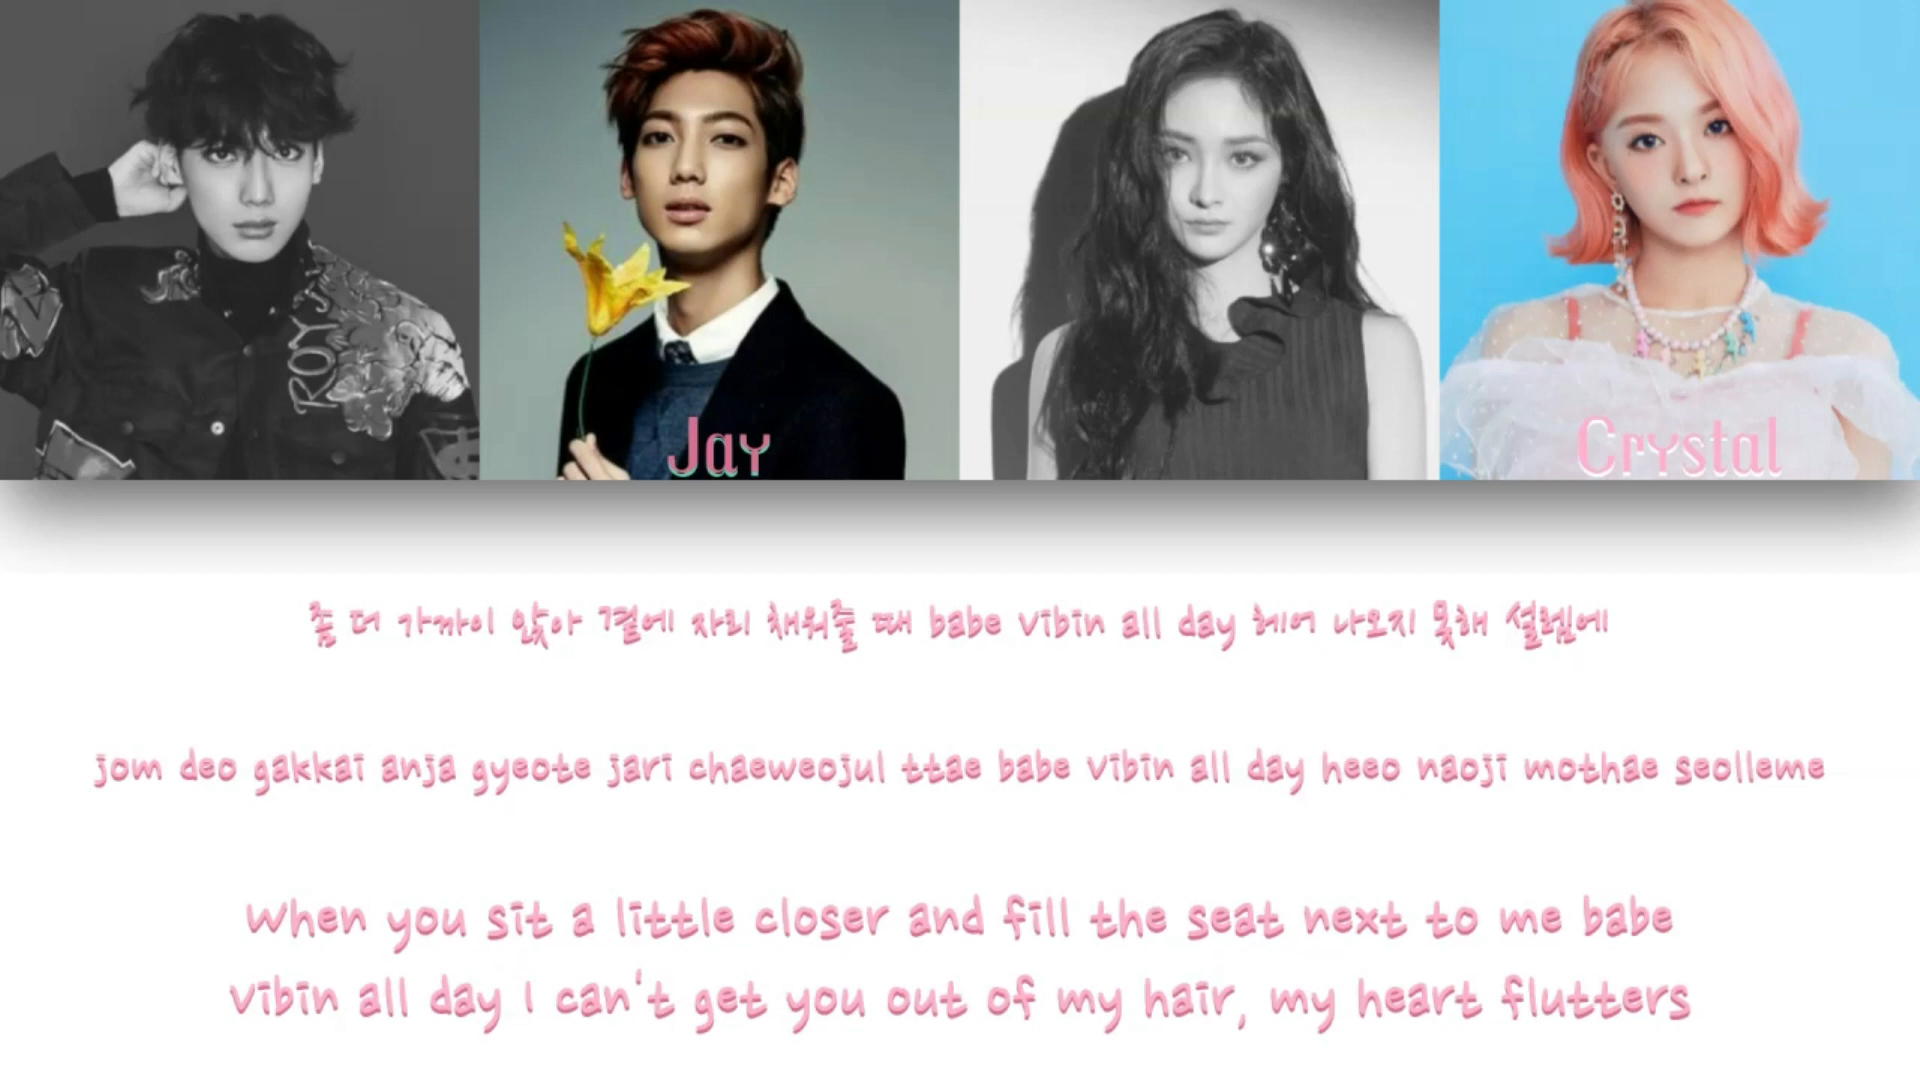 ROY
Jay
Crystal
좀 더 가까이 앉아 곁에 자리 채워줄 때 babe vibin all day 헤어 나오지 못해 설렘에
jom deo gakkai anja gyeote jari chaeweojul ttae babe vibin all day heeo naoji mothae seolleme
When you sit a little closer and fill the seat next to me babe
vibin all day I can't get you out of my hair, my heart flutters